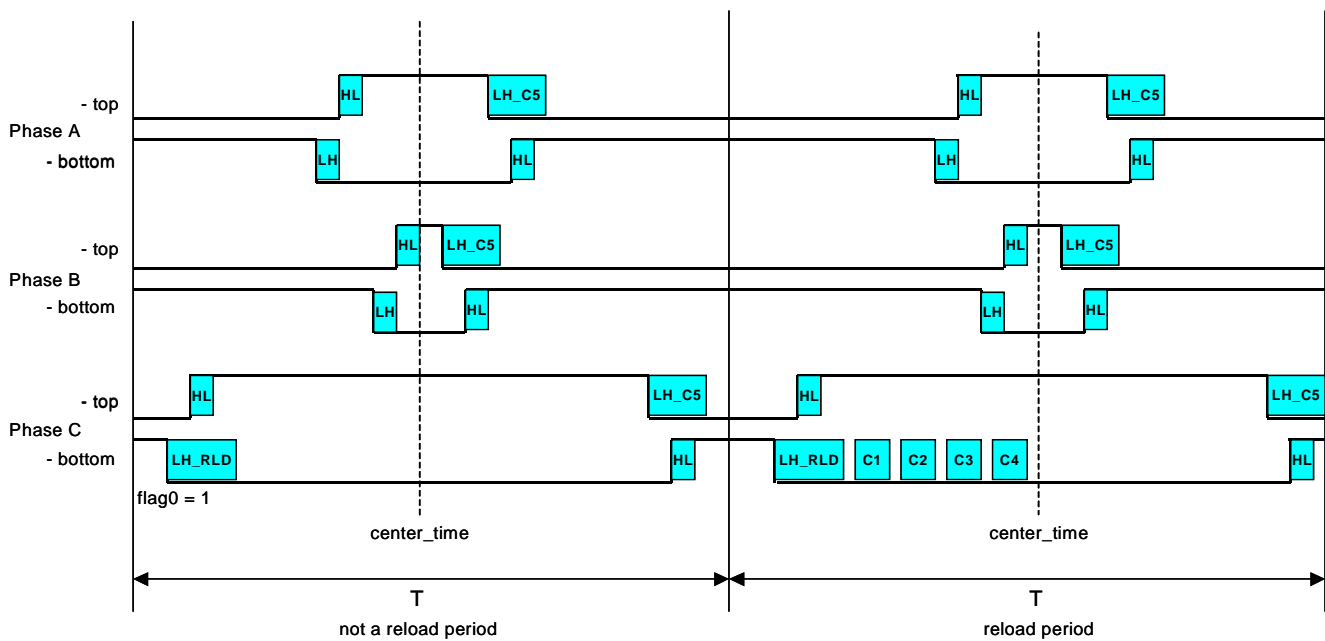 HL LH_C5 HL LH_C5
- top
Phase A
- bottom
LH HL LH HL
HL LH_C5 HL LH_C5
- top
Phase B
- bottom
LH HL LH HL
HL LH_C5 HL LH_C5
- top
Phase C
- bottom
LH_RLD HL LH_RLD C1 C2 C3 C4 HL
flag0 = 1
center_time center_time
T T
not a reload period reload period